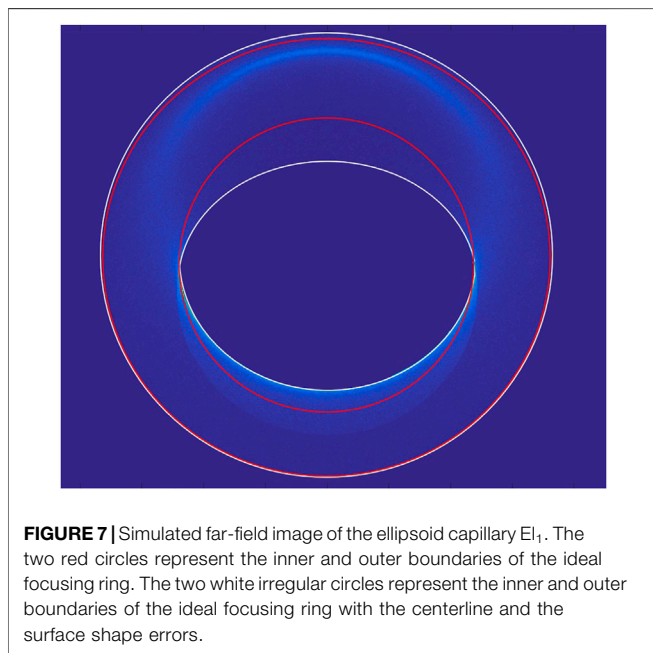 FIGURE 7 | Simulated far-field image of the ellipsoid capillary El₁. The
two red circles represent the inner and outer boundaries of the ideal
focusing ring. The two white irregular circles represent the inner and outer
boundaries of the ideal focusing ring with the centerline and the
surface shape errors.